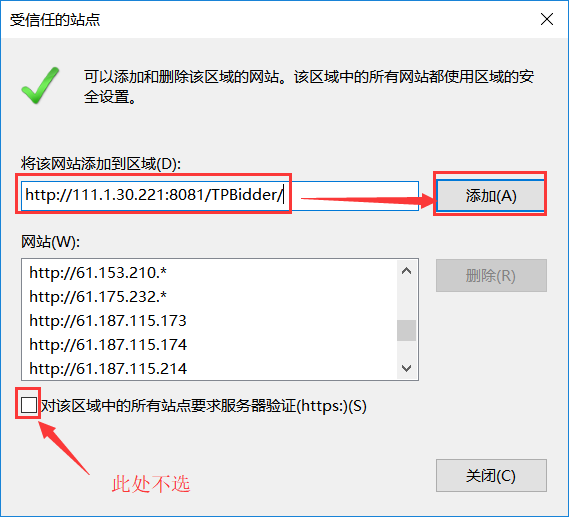 受信任的站点
可以添加和删除该区域的网站。该区域中的所有网站都使用区域的安
全设置。
将该网站添加到区域(D):
http://111.1.30.221:8081/TPBidder/
添加(A)
网站(W):
http://61.153.210.*
http://61.175.232.*
http://61.187.115.173
http://61.187.115.174
http://61.187.115.214
删除(R)
对该区域中的所有站点要求服务器验证(https:)(S)
此处不选
关闭(C)